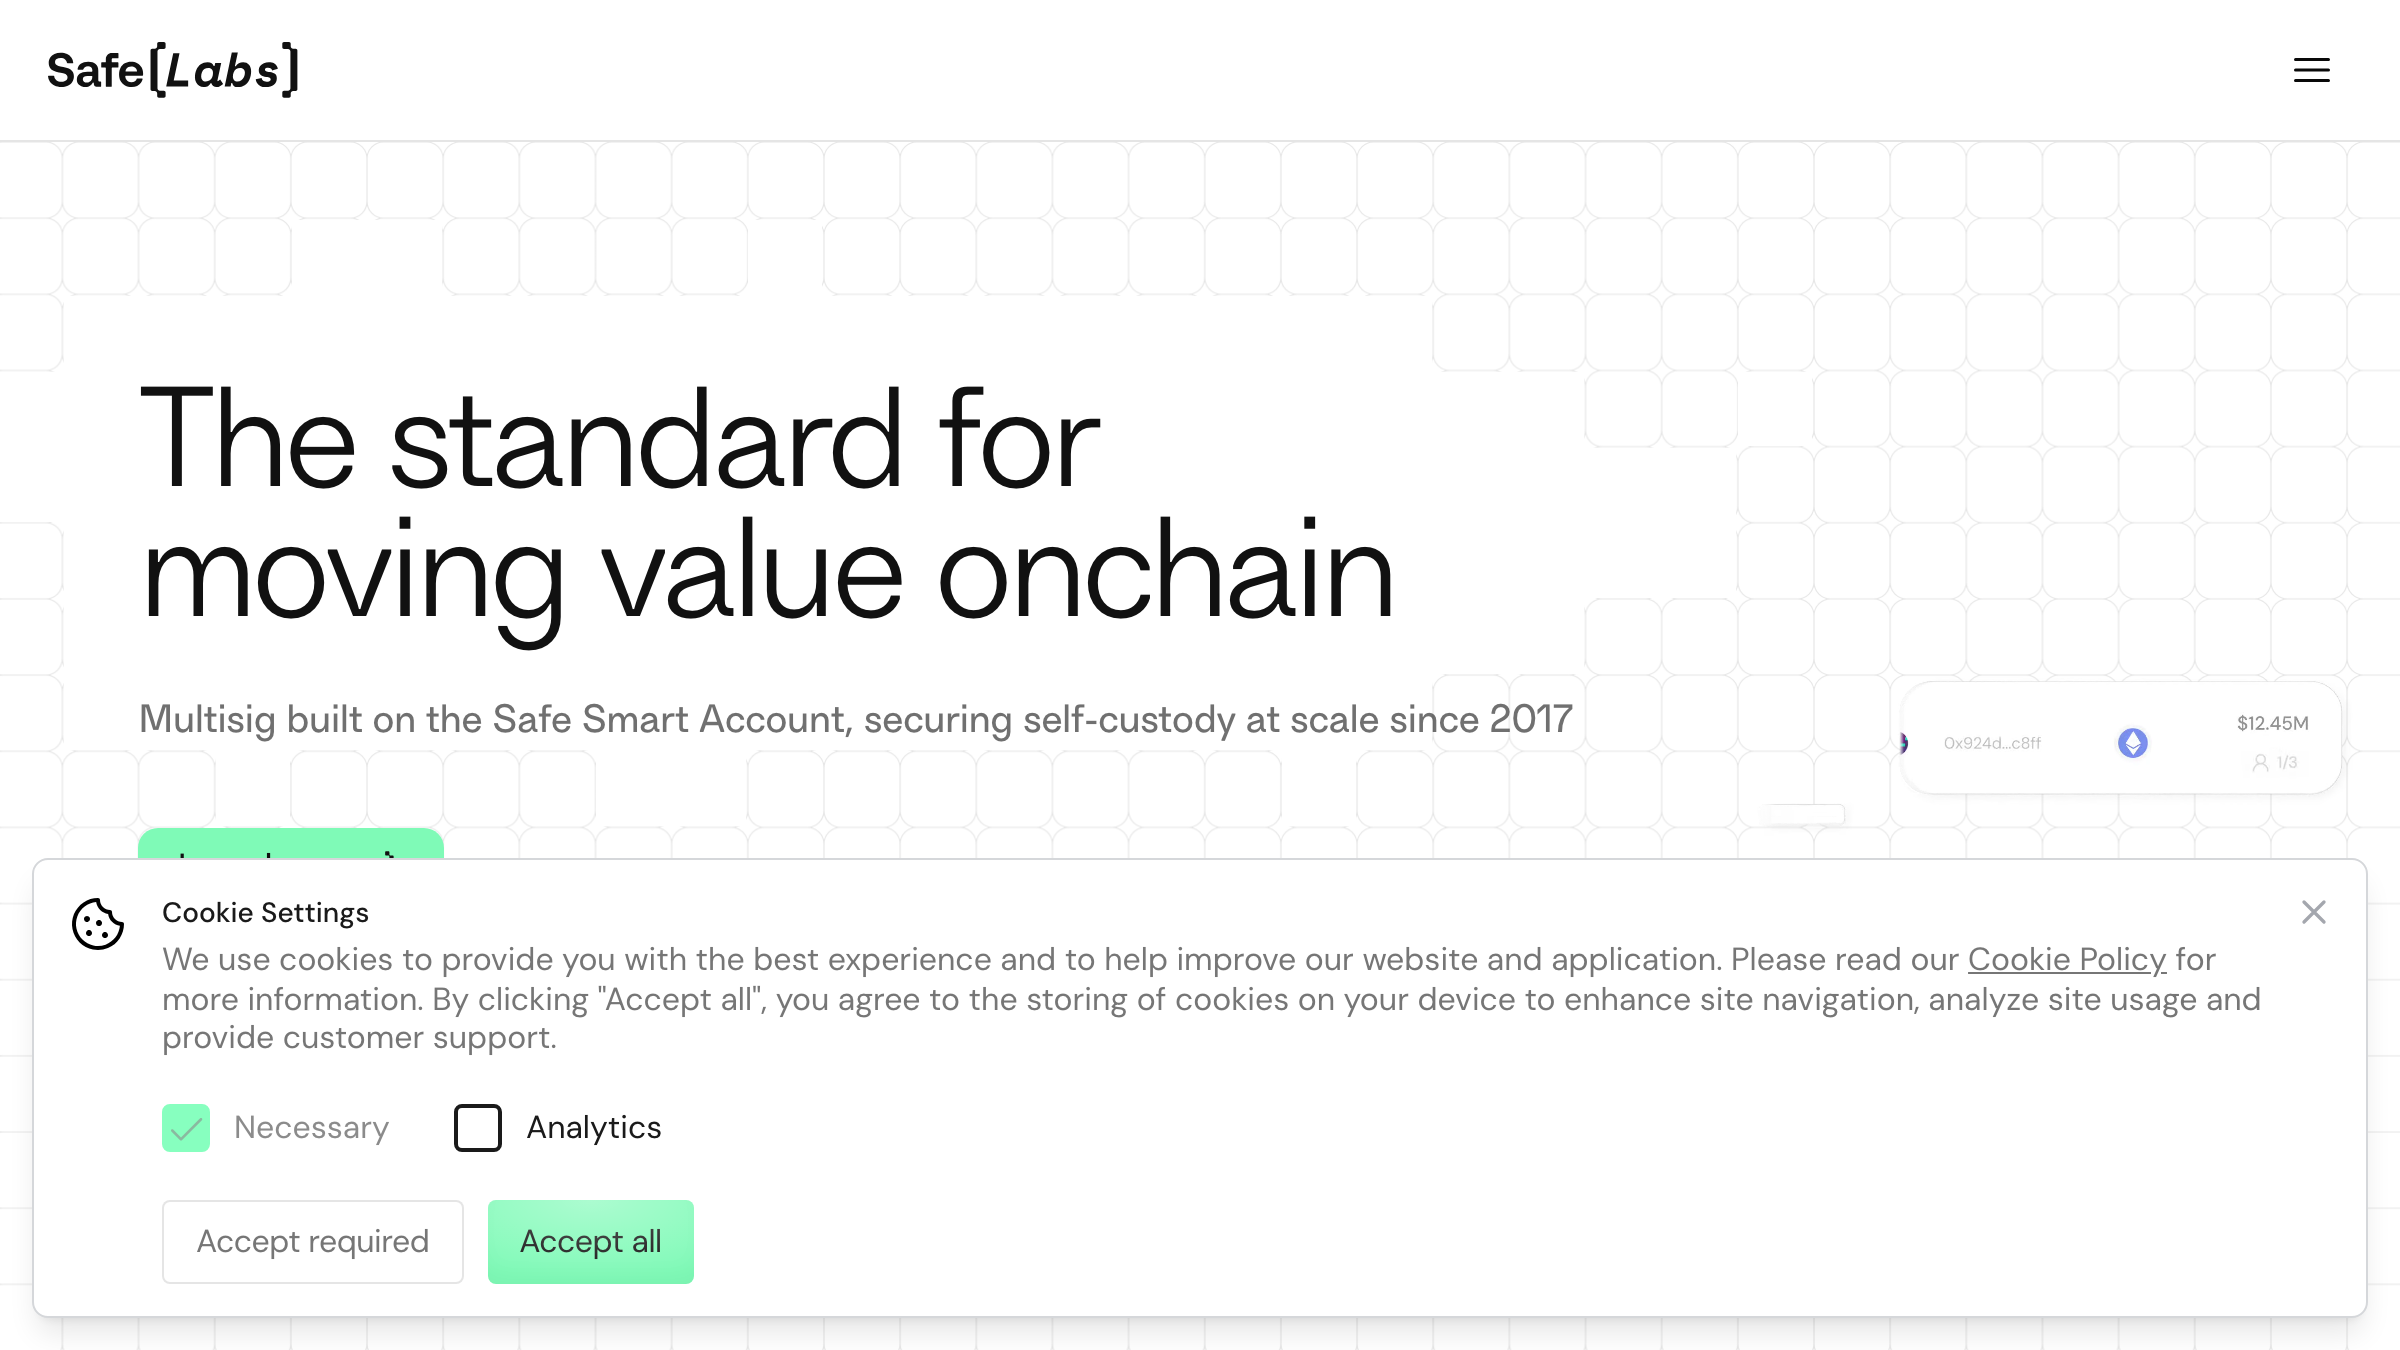 Safe[Labs]
The standard for
moving value onchain
Multisig built on the Safe Smart Account, securing self-custody at scale since 2017
$12.45M
0x924d...c8ff
1/3
Cookie Settings
We use cookies to provide you with the best experience and to help improve our website and application. Please read our Cookie Policy for
more information. By clicking "Accept all", you agree to the storing of cookies on your device to enhance site navigation, analyze site usage and
provide customer support.
Necessary
Analytics
Accept required
Accept all